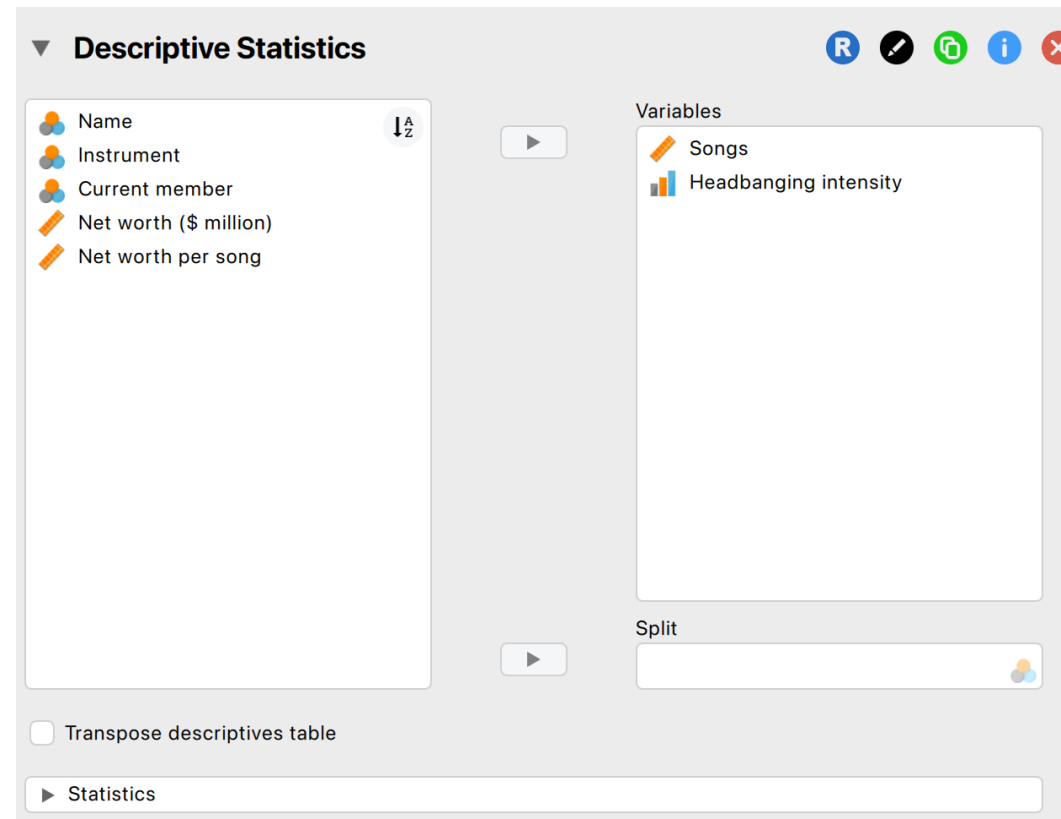 Descriptive Statistics
R
i
Name
A
Z
Instrument
Current member
Net worth ($ million)
Net worth per song
Variables
Songs
Headbanging intensity
Split
Transpose descriptives table
Statistics